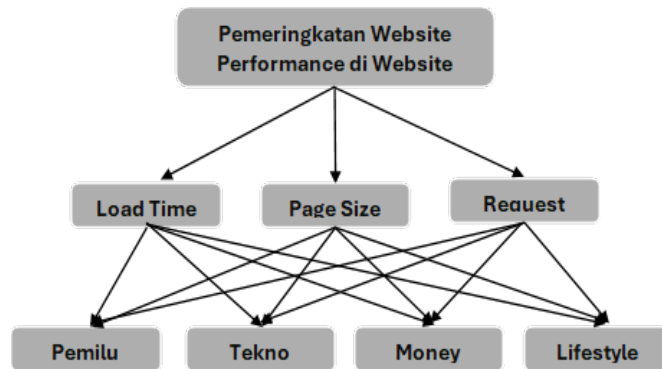 Pemeringkatan Website
Performance di Website
Load Time
Page Size
Request
Pemilu
Tekno
Money
Lifestyle